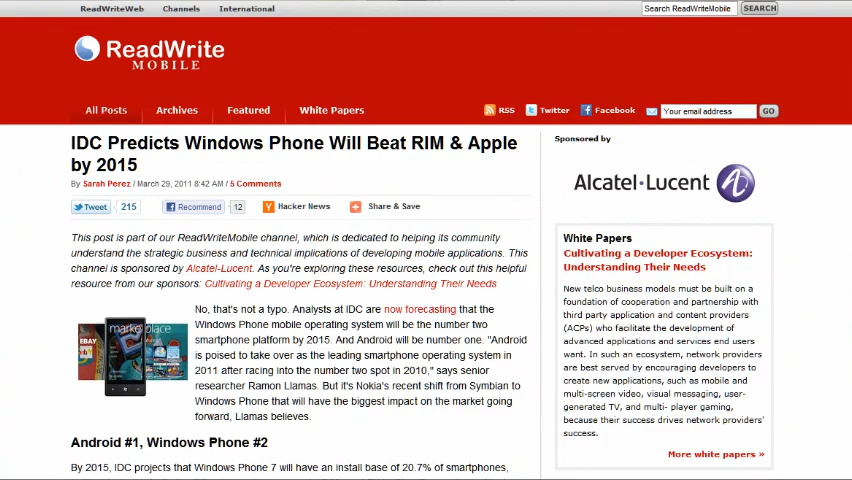 ReadWriteWeb Channels International Search ReadWriteMobile SEARCH
ReadWrite
MOBILE
All Posts Archives Featured White Papers RSS Twitter Facebook Your email address GO
IDC Predicts Windows Phone Will Beat RIM & Apple
by 2015
By Sarah Perez / March 29, 2011 8:42 AM / 5 Comments
Tweet 215 Recommend 12 Hacker News Share & Save
This post is part of our ReadWriteMobile channel, which is dedicated to helping its community
understand the strategic business and technical implications of developing mobile applications. This
channel is sponsored by Alcatel-Lucent. As you're exploring these resources, check out this helpful
resource from our sponsors: Cultivating a Developer Ecosystem: Understanding Their Needs
marketplace
EBAY
No, that's not a typo. Analysts at IDC are now forecasting that the
Windows Phone mobile operating system will be the number two
smartphone platform by 2015. And Android will be number one. "Android
is poised to take over as the leading smartphone operating system in
2011 after racing into the number two spot in 2010," says senior
researcher Ramon Llamas. But it's Nokia's recent shift from Symbian to
Windows Phone that will have the biggest impact on the market going
forward, Llamas believes.
Android #1, Windows Phone #2
By 2015, IDC projects that Windows Phone 7 will have an install base of 20.7% of smartphones,
Sponsored by
Alcatel·Lucent
White Papers
Cultivating a Developer Ecosystem:
Understanding Their Needs
New telco business models must be built on a
foundation of cooperation and partnership with
third party application and content providers
(ACPs) who facilitate the development of
advanced applications and services end users
want. In such an ecosystem, network providers
are best served by encouraging developers to
create new applications, such as mobile and
multi-screen video, visual messaging, user-
generated TV, and multi- player gaming,
because their success drives network providers'
success.
More white papers »